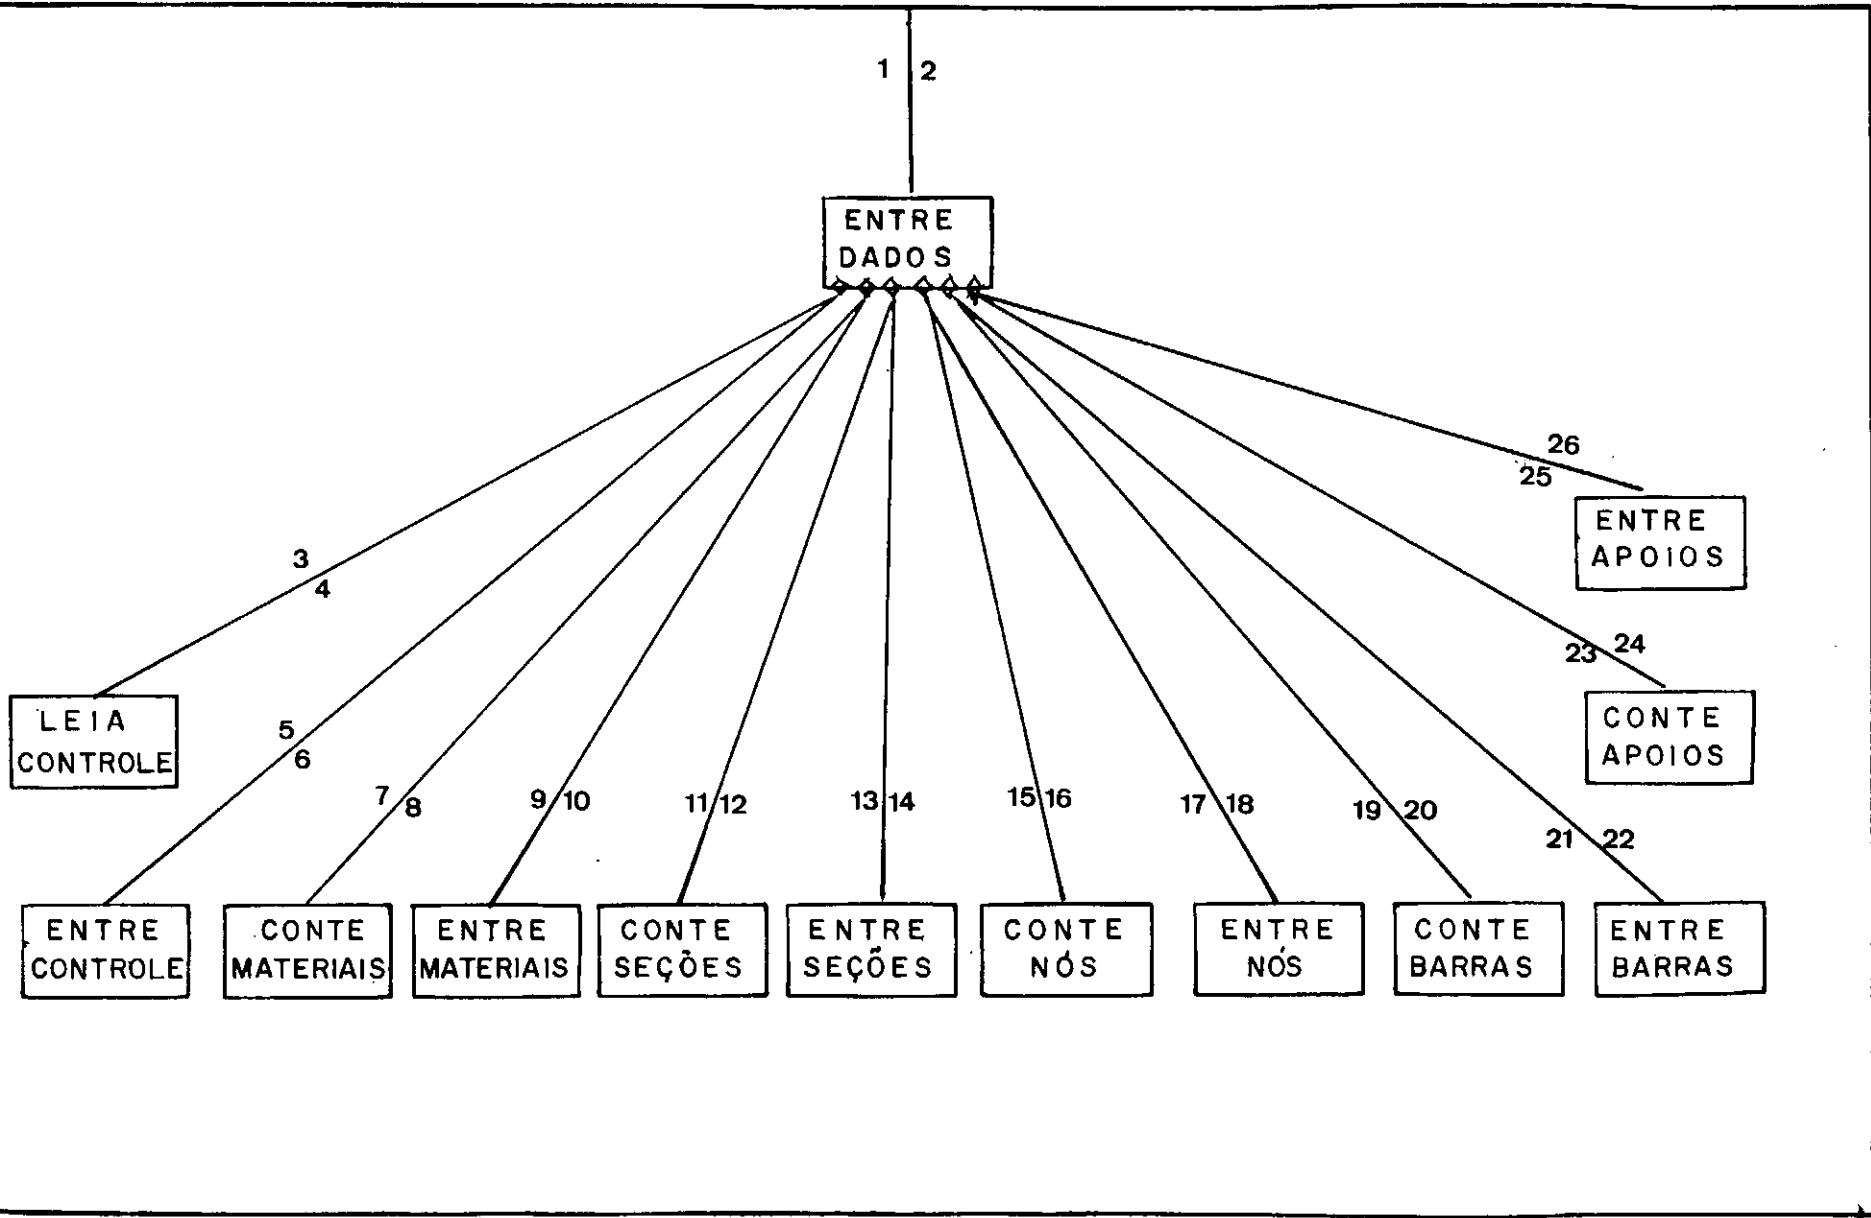 1 2
ENTRE
DADOS
26
25
ENTRE
APOIOS
3
4
24
23
LEIA
CONTROLE
CONTE
APOIOS
5
6
7 8
9 10
11 12
13 14
15 16
17 18
19 20
21 22
ENTRE
CONTROLE
CONTE
MATERIAIS
ENTRE
MATERIAIS
CONTE
SEÇÕES
ENTRE
SEÇÕES
CONTE
NÓS
ENTRE
NÓS
CONTE
BARRAS
ENTRE
BARRAS